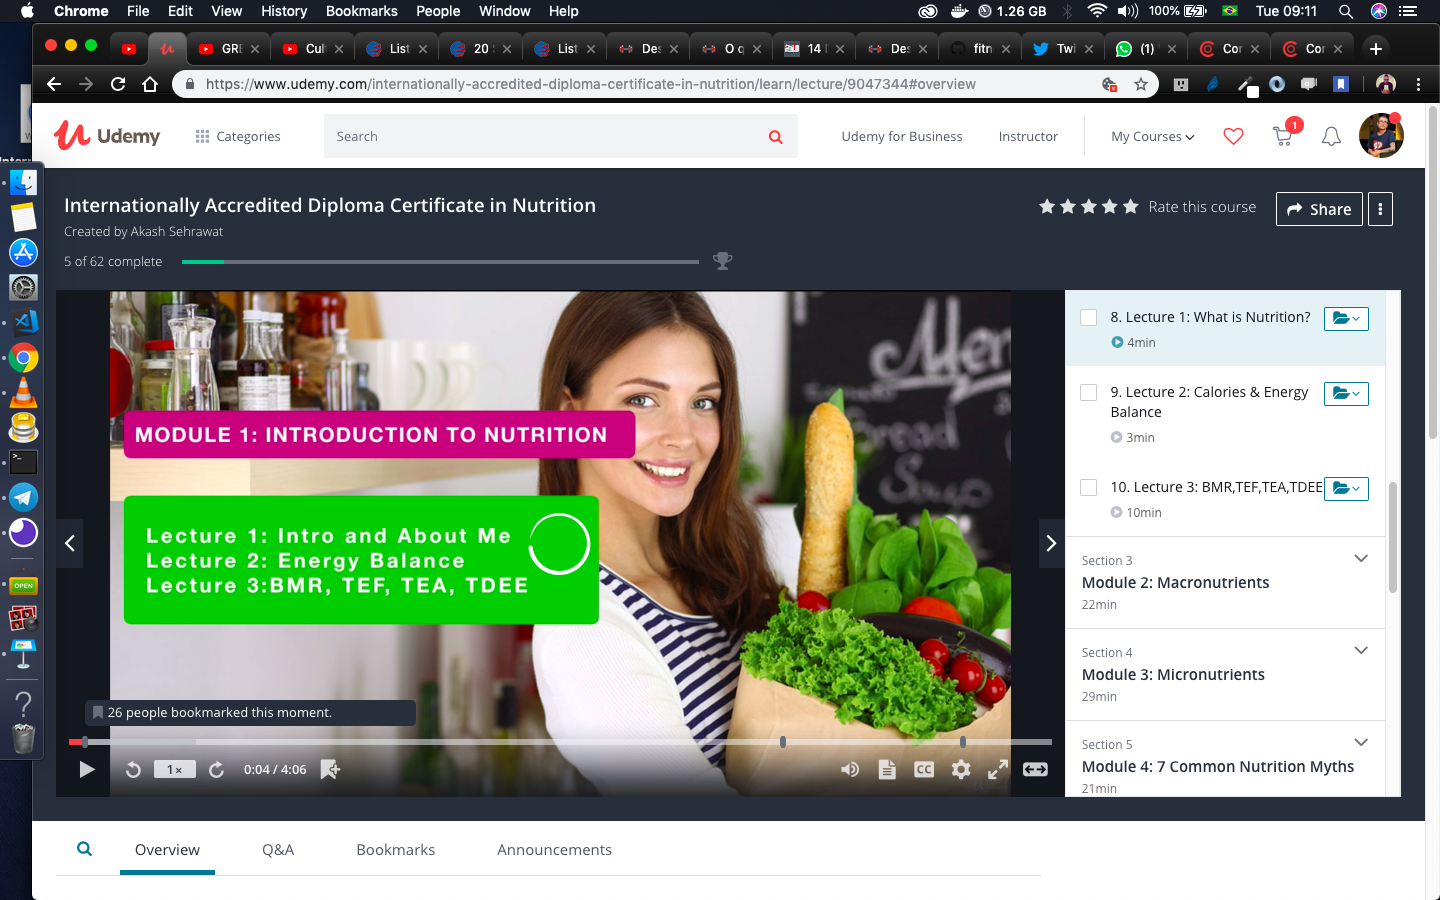 Chrome File Edit View History Bookmarks People Window Help 1.26 GB 100% Tue 09:11
GRE Cul List 20 List Des O q 14 Des fitn Twi (1) Cor Cor
https://www.udemy.com/internationally-accredited-diploma-certificate-in-nutrition/learn/lecture/9047344#overview
Udemy Categories Search Udemy for Business Instructor My Courses 1
Internationally Accredited Diploma Certificate in Nutrition
Rate this course Share
Created by Akash Sehrawat
5 of 62 complete
MODULE 1: INTRODUCTION TO NUTRITION
Lecture 1: Intro and About Me
Lecture 2: Energy Balance
Lecture 3:BMR, TEF, TEA, TDEE
Menu
Bread
Soup
26 people bookmarked this moment.
1x 0:04 / 4:06 CC
8. Lecture 1: What is Nutrition?
4min
9. Lecture 2: Calories & Energy
Balance
3min
10. Lecture 3: BMR,TEF,TEA,TDEE
10min
Section 3
Module 2: Macronutrients
22min
Section 4
Module 3: Micronutrients
29min
Section 5
Module 4: 7 Common Nutrition Myths
21min
OPEN
Overview Q&A Bookmarks Announcements